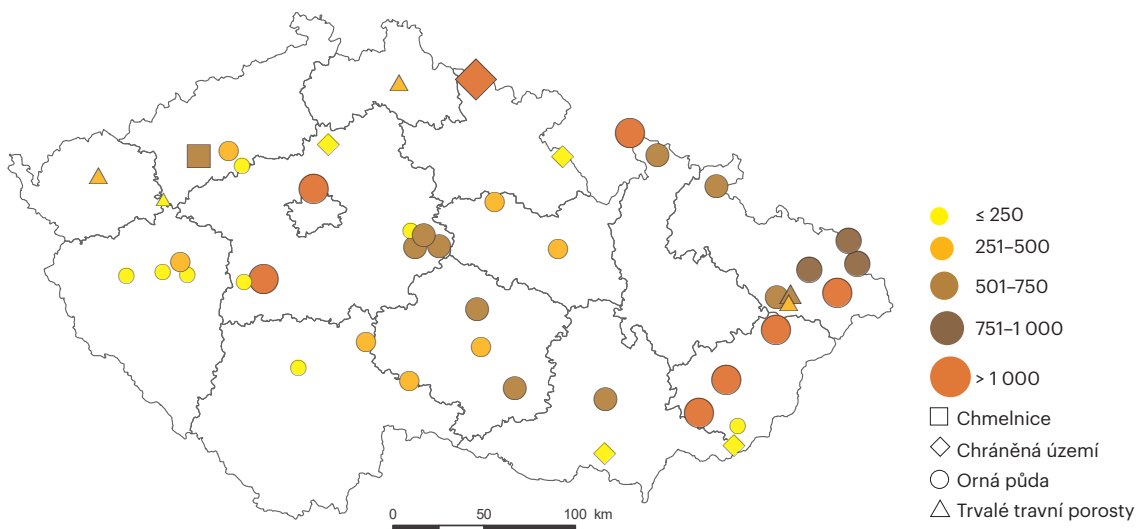 ≤ 250
251–500
501–750
751–1 000
> 1 000
Chmelnice
Chráněná území
Orná půda
Trvalé travní porosty
0 50 100 km